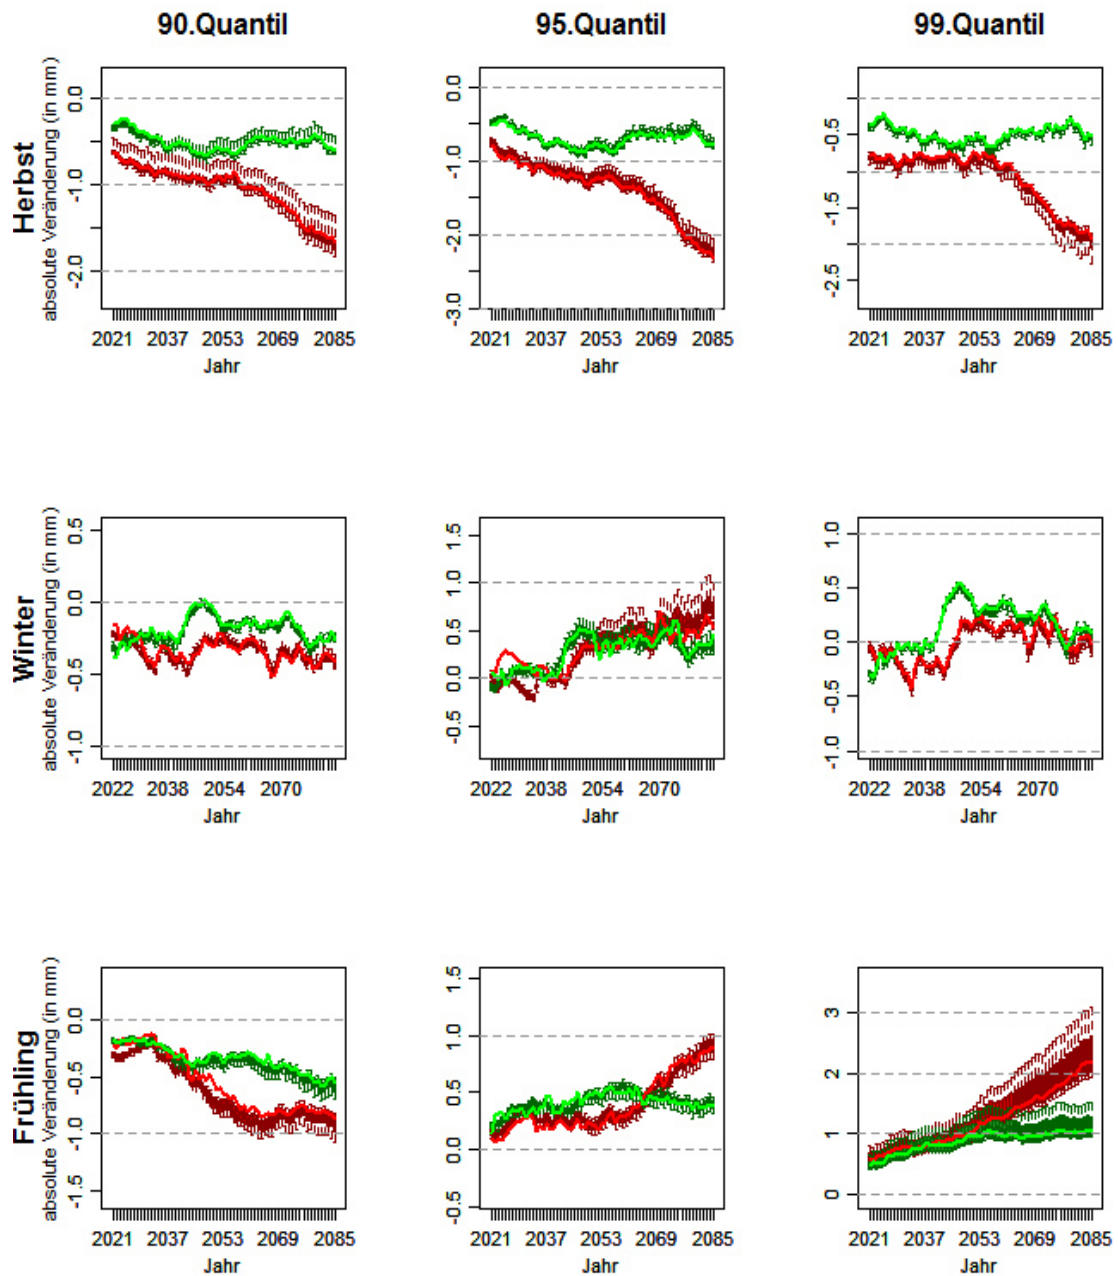 90.Quantil 95.Quantil 99.Quantil
Herbst
absolute Veränderung (in mm)
0.0 -1.0 -2.0
2021 2037 2053 2069 2085
Jahr
0.0 -1.0 -2.0 -3.0
2021 2037 2053 2069 2085
Jahr
-0.5 -1.5 -2.5
2021 2037 2053 2069 2085
Jahr
Winter
absolute Veränderung (in mm)
0.5 0.0 -0.5 -1.0
2022 2038 2054 2070
Jahr
1.5 1.0 0.5 0.0 -0.5
2022 2038 2054 2070
Jahr
1.0 0.5 0.0 -0.5 -1.0
2022 2038 2054 2070
Jahr
Frühling
absolute Veränderung (in mm)
0.0 -0.5 -1.0 -1.5
2021 2037 2053 2069 2085
Jahr
1.5 1.0 0.5 0.0 -0.5
2021 2037 2053 2069 2085
Jahr
3 2 1 0
2021 2037 2053 2069 2085
Jahr